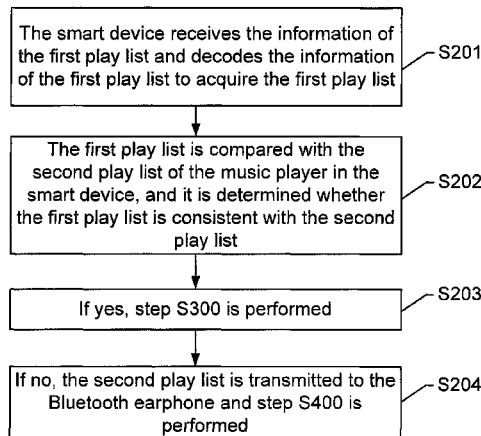 The smart device receives the information of
the first play list and decodes the information
of the first play list to acquire the first play list
S201
The first play list is compared with the
second play list of the music player in the
smart device, and it is determined whether
the first play list is consistent with the second
play list
S202
If yes, step S300 is performed
S203
If no, the second play list is transmitted to the
Bluetooth earphone and step S400 is
performed
S204